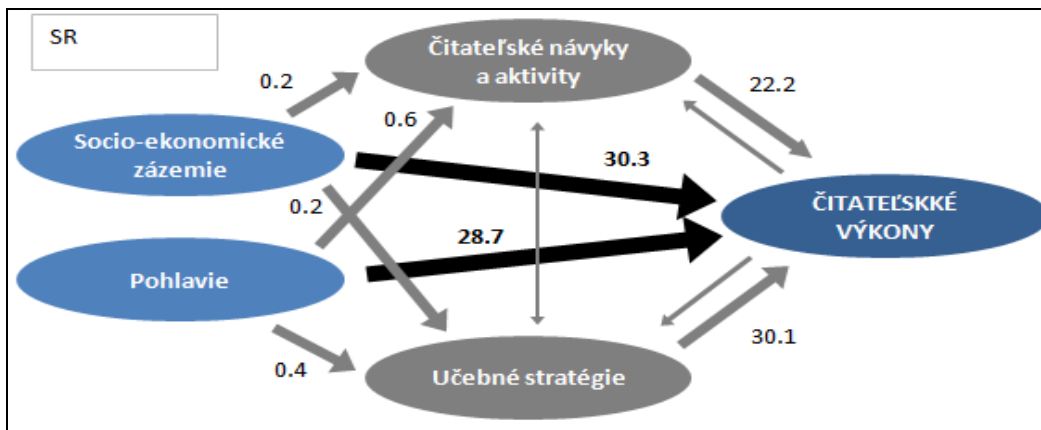 SR
Čitateľské návyky
a aktivity
0.2
22.2
0.6
Socio-ekonomické
zázemie
30.3
0.2
ČITATEĽSKKÉ
VÝKONY
28.7
Pohlavie
30.1
0.4
Učebné stratégie